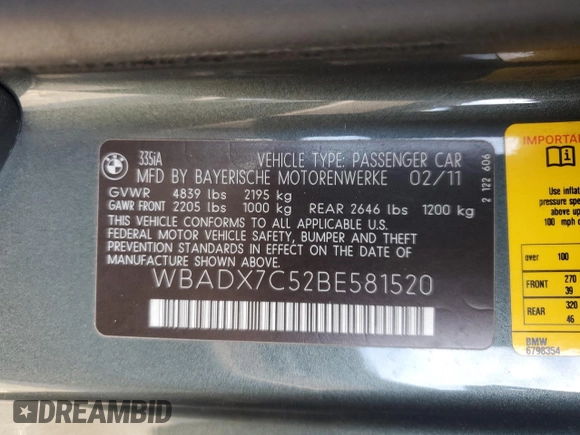 BMW
335iA VEHICLE TYPE: PASSENGER CAR
MFD BY BAYERISCHE MOTORENWERKE 02/11
GVWR 4839 lbs 2195 kg
GAWR FRONT 2205 lbs 1000 kg REAR 2646 lbs 1200 kg
THIS VEHICLE CONFORMS TO ALL APPLICABLE U.S.
FEDERAL MOTOR VEHICLE SAFETY, BUMPER AND THEFT
PREVENTION STANDARDS IN EFFECT ON THE DATE OF
MANUFACTURE SHOWN ABOVE.
WBADX7C52BE581520
2 122 606
IMPORTAN
i
Use inflat
pressure spe
up to
100 mph o
over 100
FRONT 270
39
REAR 320
46
BMW
6798354
DREAMBID